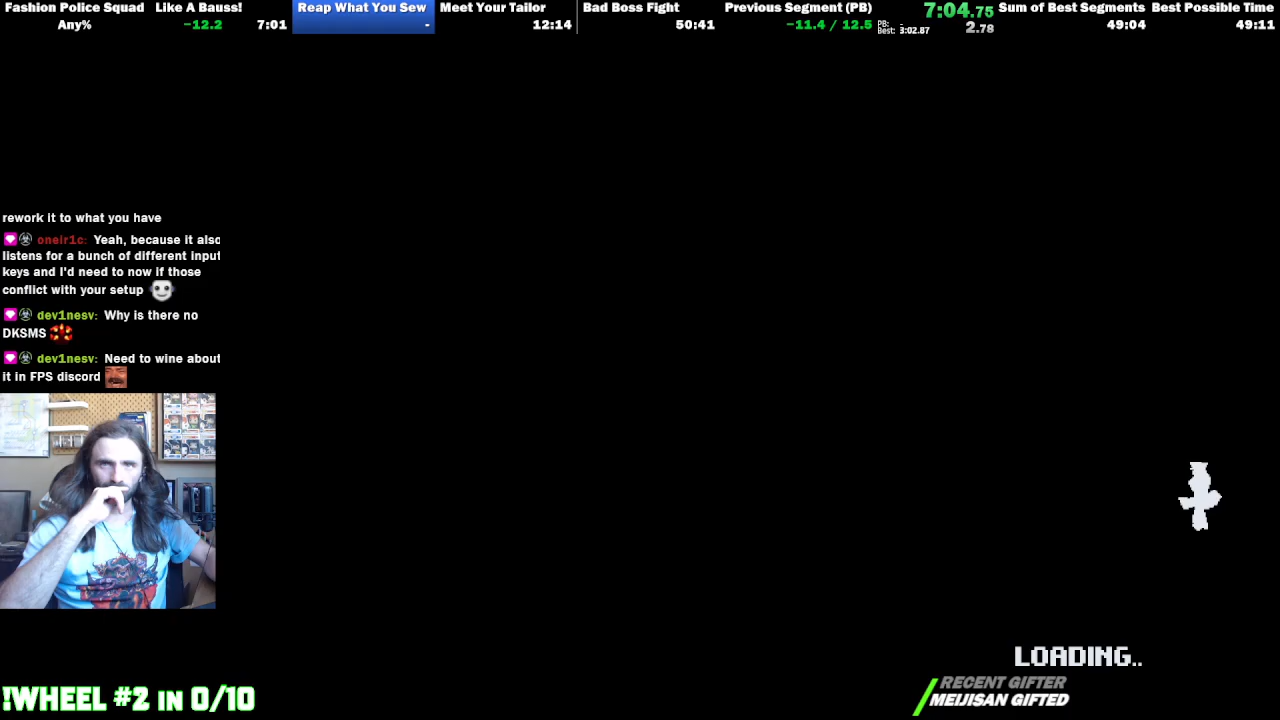 Fashion Police Squad Like A Bauss! Reap What You Sew Meet Your Tailor Bad Boss Fight Previous Segment (PB) 7:04.75 Sum of Best Segments Best Possible Time
Any% −12.2 7:01 - 12:14 50:41 −11.4 / 12.5 PB: - 2.78 49:04 49:11
Best: 3:02.87
rework it to what you have
oneir1c: Yeah, because it also
listens for a bunch of different input
keys and I'd need to now if those
conflict with your setup
dev1nesv: Why is there no
DKSMS
dev1nesv: Need to wine about
it in FPS discord
LOADING..
RECENT GIFTER
MEIJISAN GIFTED
!WHEEL #2 IN 0/10